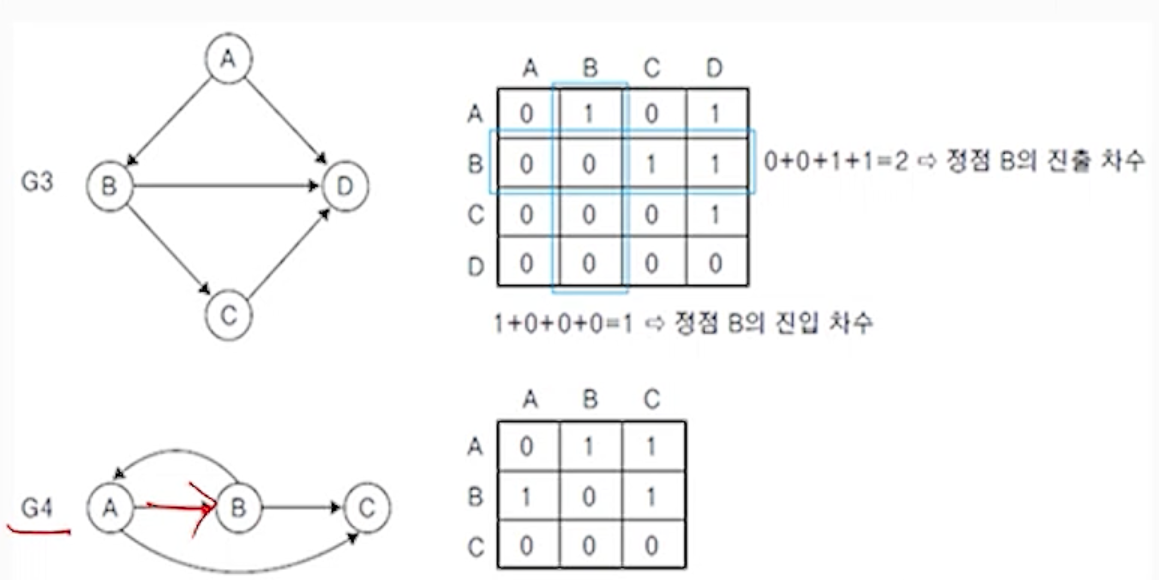 A
B
D
C
G3
A B C D
A 0 1 0 1
B 0 0 1 1
C 0 0 0 1
D 0 0 0 0
0+0+1+1=2 ⇨ 정점 B의 진출 차수
1+0+0+0=1 ⇨ 정점 B의 진입 차수
G4
A B C
A B C
A 0 1 1
B 1 0 1
C 0 0 0